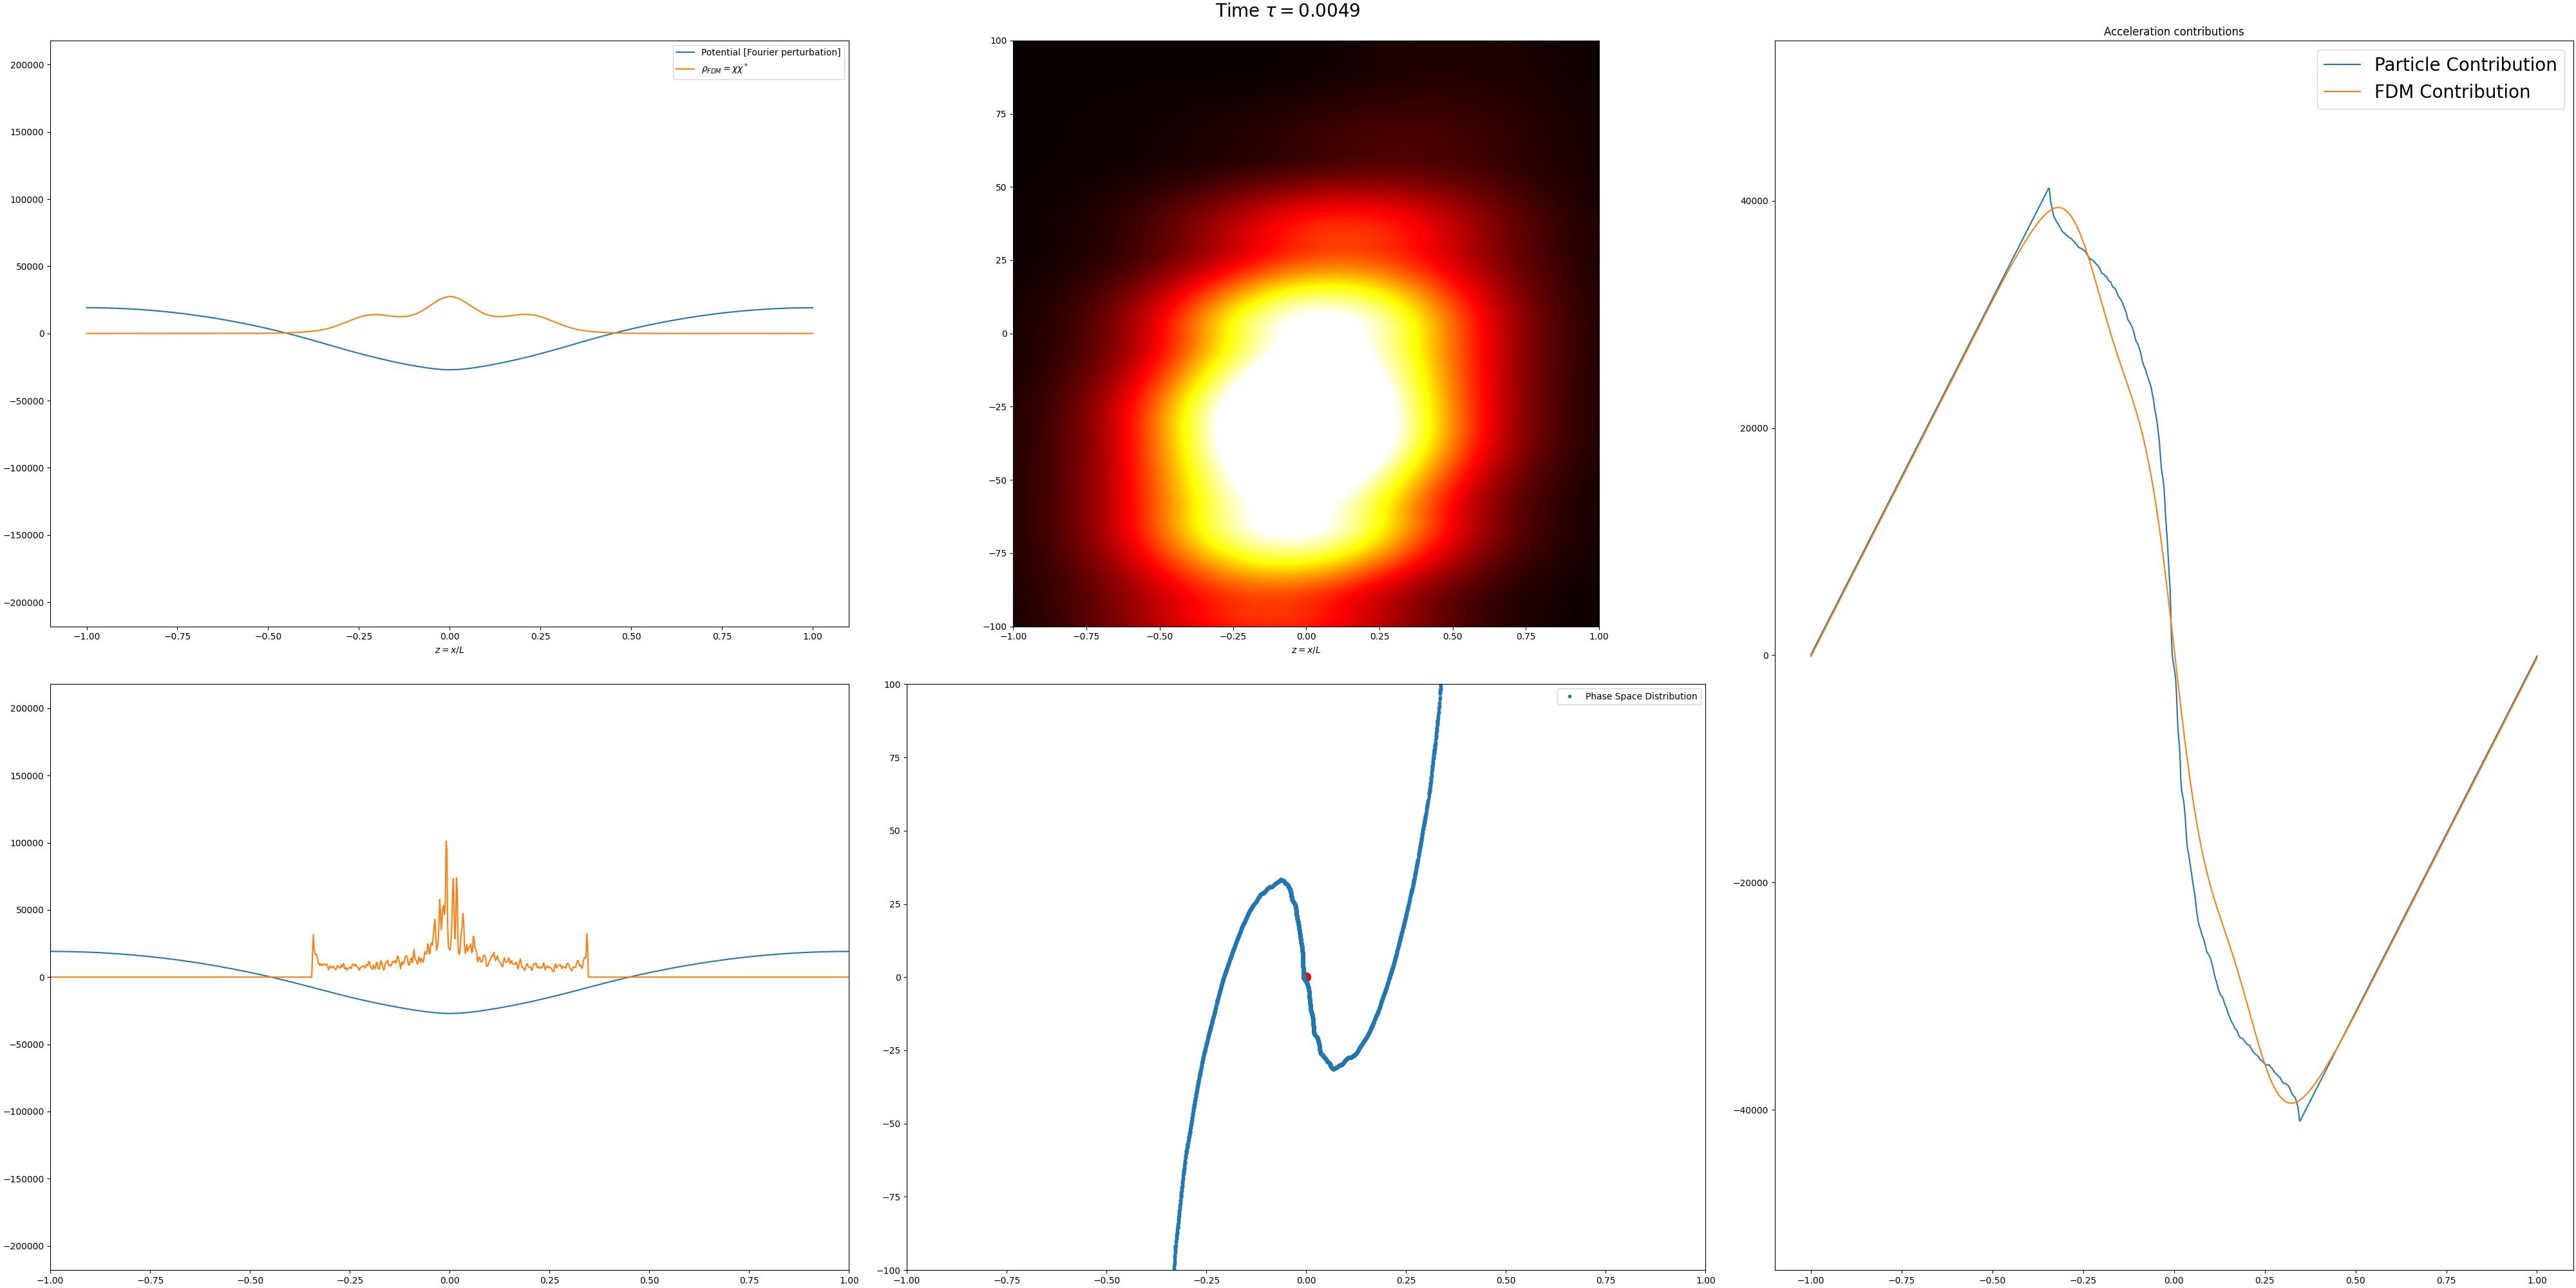 Time τ = 0.0049
Potential [Fourier perturbation]
ρFDM = χχ*
200000
150000
100000
50000
0
−50000
−100000
−150000
−200000
−1.00 −0.75 −0.50 −0.25 0.00 0.25 0.50 0.75 1.00
z = x/L
100
75
50
25
0
−25
−50
−75
−100
−1.00 −0.75 −0.50 −0.25 0.00 0.25 0.50 0.75 1.00
z = x/L
Acceleration contributions
Particle Contribution
FDM Contribution
40000
20000
0
−20000
−40000
−1.00 −0.75 −0.50 −0.25 0.00 0.25 0.50 0.75 1.00
200000
150000
100000
50000
0
−50000
−100000
−150000
−200000
−1.00 −0.75 −0.50 −0.25 0.00 0.25 0.50 0.75 1.00
Phase Space Distribution
100
75
50
25
0
−25
−50
−75
−100
−1.00 −0.75 −0.50 −0.25 0.00 0.25 0.50 0.75 1.00